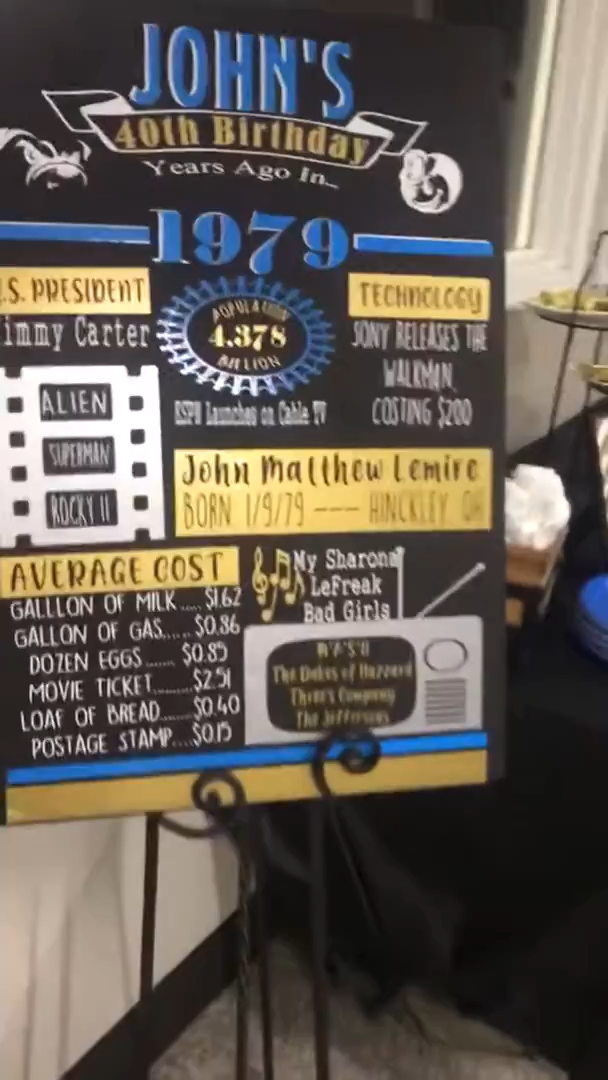 JOHN'S
40th Birthday
Years Ago In...
1979
.S. PRESIDENT
immy Carter
POPULATION
4.378
BILLION
TECHNOLOGY
SONY RELEASES THE
WALKMAN,
COSTING $200
ESPN Launches on Cable TV
ALIEN
SUPERMAN
ROCKY II
John Matthew Lemire
BORN 1/9/79 --- HINCKLEY, OH
AVERAGE COST
GALLLON OF MILK.... $1.62
GALLON OF GAS..... $0.86
DOZEN EGGS...... $0.85
MOVIE TICKET........$2.51
LOAF OF BREAD.......$0.40
POSTAGE STAMP....$0.15
My Sharona
LeFreak
Bad Girls
M*A*S*H
The Dukes of Hazzard
Three's Company
The Jeffersons